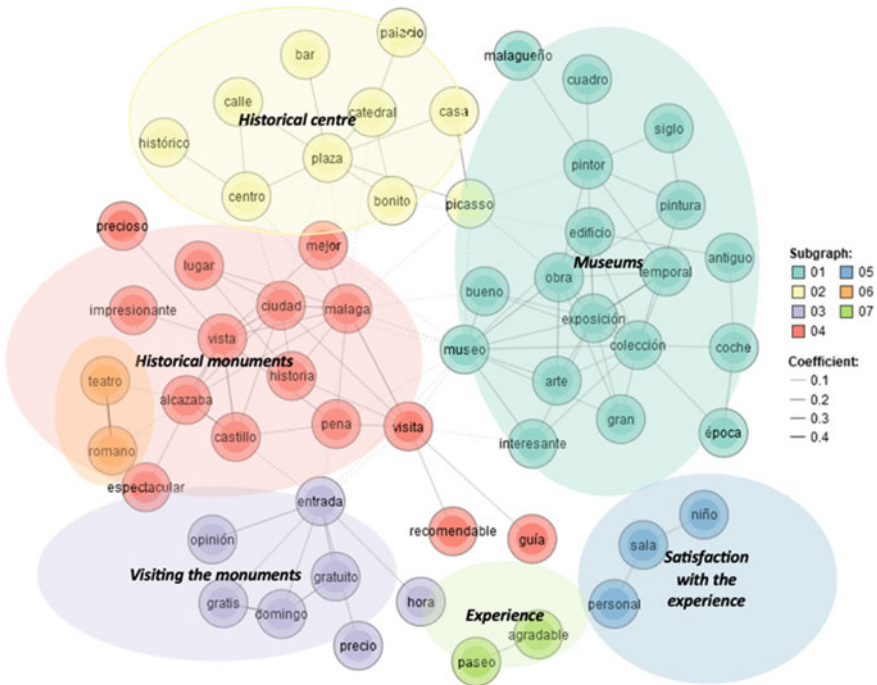 palacio
bar
malagueño
cuadro
calle
catedral
casa
siglo
Historical centre
histórico
plaza
pintor
centro
bonito
picasso
pintura
precioso
mejor
edificio
lugar
Museums
antiguo
obra
temporal
bueno
impresionante
ciudad
malaga
exposición
vista
museo
colección
coche
Historical monuments
historia
teatro
arte
alcazaba
gran
castillo
pena
visita
época
romano
interesante
espectacular
entrada
niño
recomendable
guía
opinión
sala
Satisfaction
with the
experience
Visiting the monuments
gratuito
gratis
domingo
hora
Experience
personal
agradable
precio
paseo
Subgraph:
01 05
02 06
03 07
04
Coefficient:
0.1
0.2
0.3
0.4